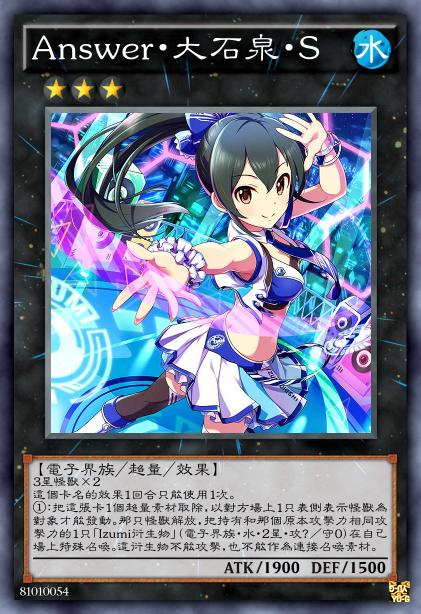 Answer・大石泉・S
水
【電子界族／超量／效果】
3星怪獸×2
這個卡名的效果1回合只能使用1次。
①：把這張卡1個超量素材取除，以對方場上1只表側表示怪獸為
對象才能發動。那只怪獸解放，把持有和那個原本攻擊力相同攻
擊力的1只「Izumi衍生物」(電子界族・水・2星・攻?／守0)在自己
場上特殊召喚。這衍生物不能攻擊，也不能作為連接召喚素材。
ATK/1900 DEF/1500
81010054